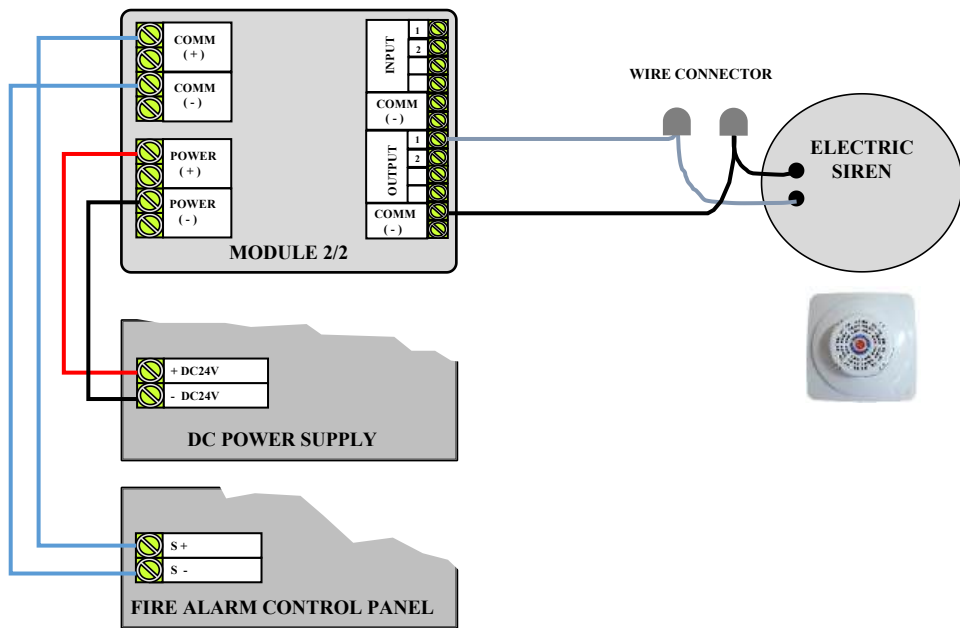 COMM
( + )
COMM
( - )
POWER
( + )
POWER
( - )
INPUT
1
2
COMM
( - )
OUTPUT
1
2
COMM
( - )
MODULE 2/2
WIRE CONNECTOR
ELECTRIC
SIREN
+ DC24V
- DC24V
DC POWER SUPPLY
S +
S -
FIRE ALARM CONTROL PANEL